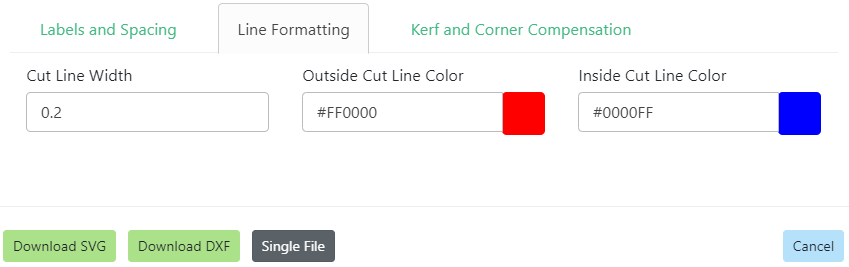 Labels and Spacing Line Formatting Kerf and Corner Compensation
Cut Line Width Outside Cut Line Color Inside Cut Line Color
0.2 #FF0000 #0000FF
Download SVG Download DXF Single File Cancel